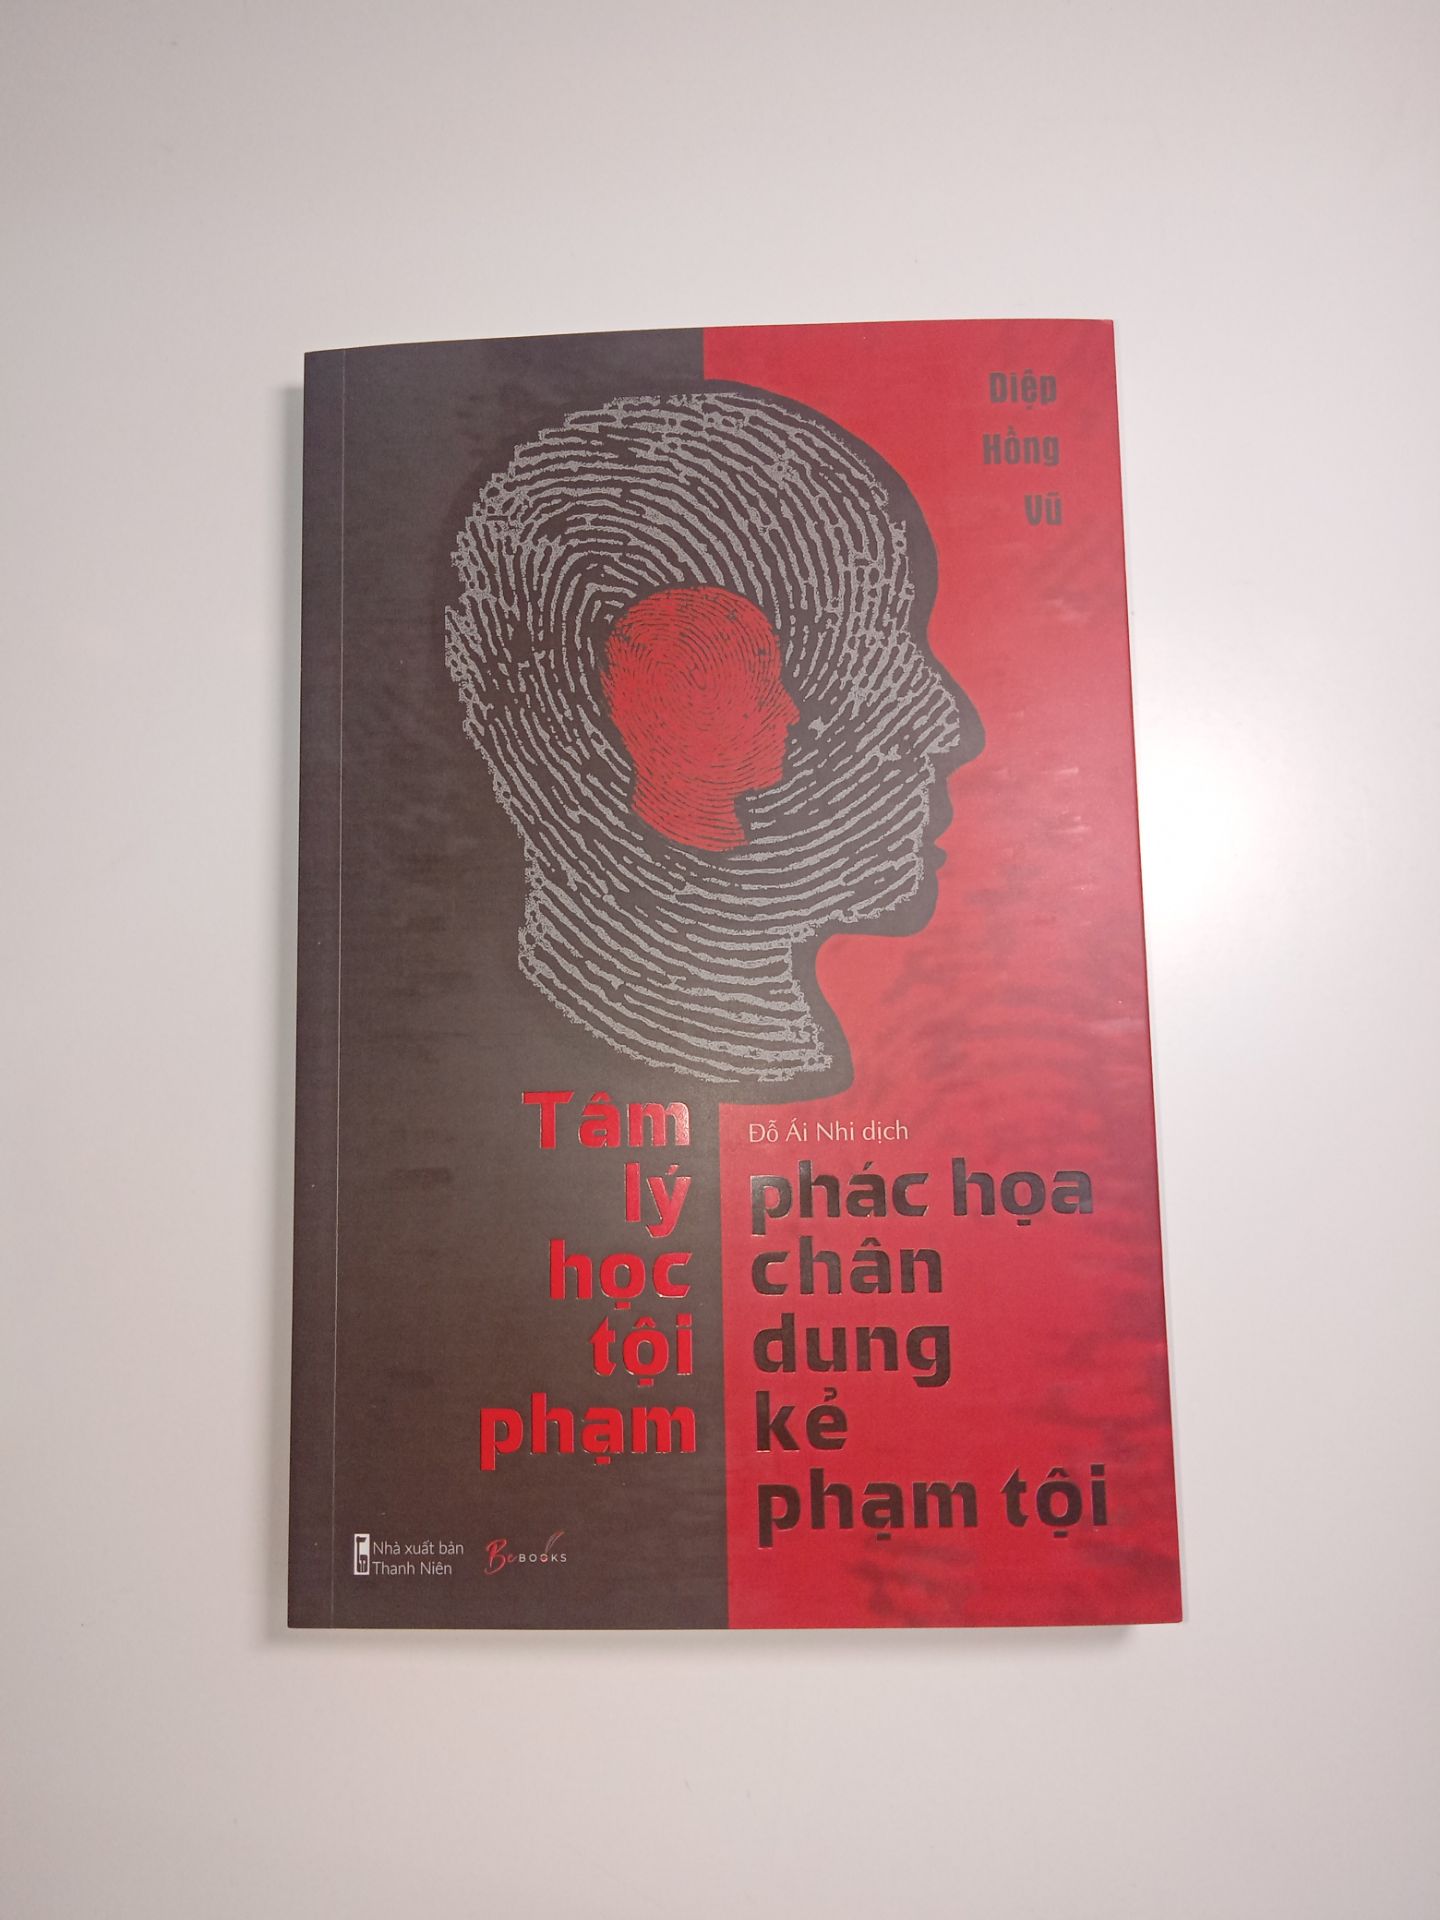 Diệp
Hồng
Vũ
Tâm
lý
học
tội
phạm
Đỗ Ái Nhi dịch
phác họa
chân
dung
kẻ
phạm tội
Nhà xuất bản
Thanh Niên
BeBOOKS